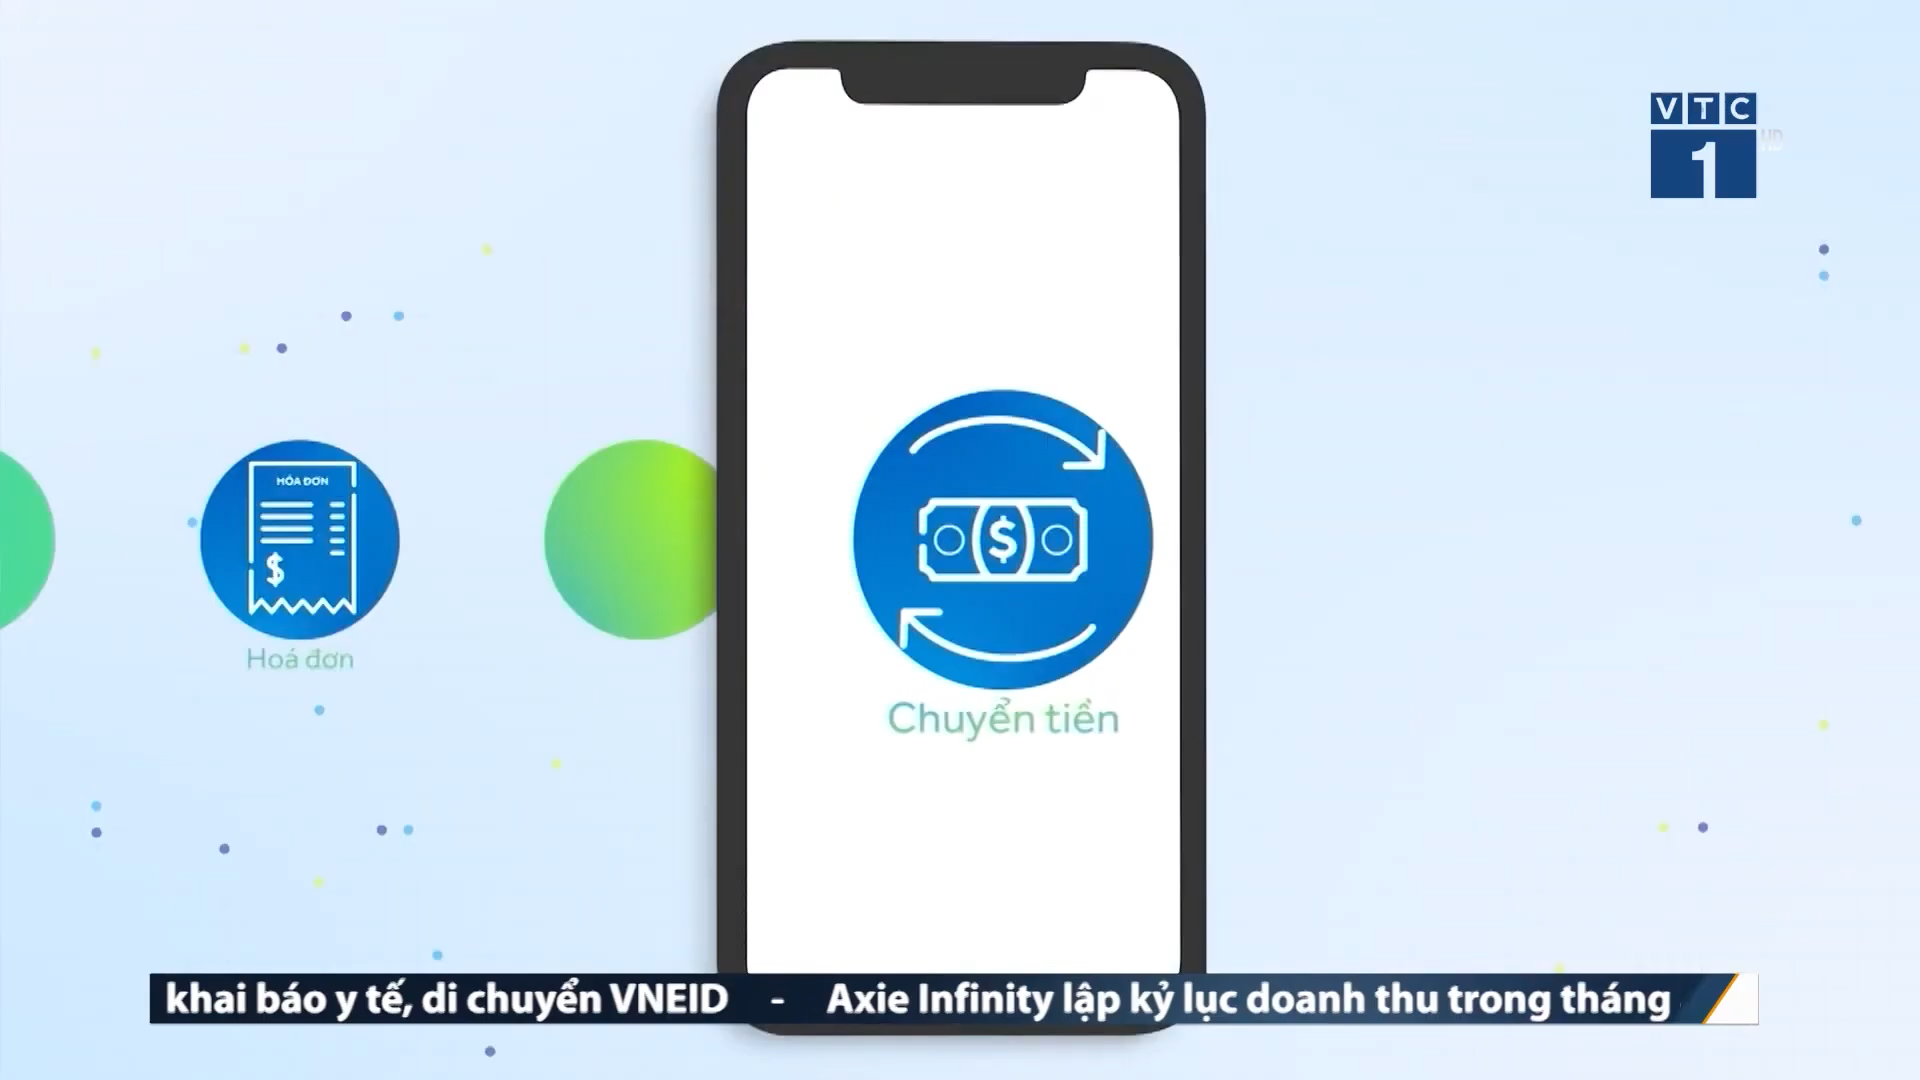 VTC
1
HD
HÓA ĐƠN
$
Hoá đơn
$
Chuyển tiền
khai báo y tế, di chuyển VNEID - Axie Infinity lập kỷ lục doanh thu trong tháng